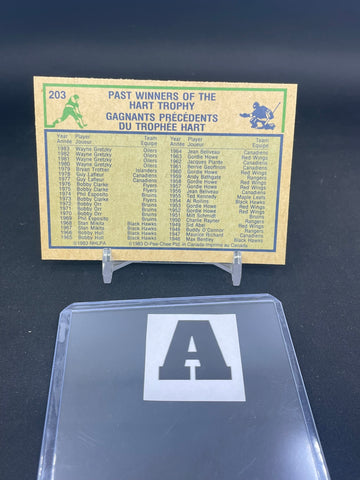 203
PAST WINNERS OF THE
HART TROPHY
GAGNANTS PRÉCÉDENTS
DU TROPHÉE HART
Year Player Team
Année Joueur Équipe
1983 Wayne Gretzky Oilers
1982 Wayne Gretzky Oilers
1981 Wayne Gretzky Oilers
1980 Wayne Gretzky Oilers
1979 Bryan Trottier Islanders
1978 Guy Lafleur Canadiens
1977 Guy Lafleur Canadiens
1976 Bobby Clarke Flyers
1975 Bobby Clarke Flyers
1974 Phil Esposito Bruins
1973 Bobby Clarke Flyers
1972 Bobby Orr Bruins
1971 Bobby Orr Bruins
1970 Bobby Orr Bruins
1969 Phil Esposito Bruins
1968 Stan Mikita Black Hawks
1967 Stan Mikita Black Hawks
1966 Bobby Hull Black Hawks
1965 Bobby Hull Black Hawks
Year Player Team
Année Joueur Équipe
1964 Jean Beliveau Canadiens
1963 Gordie Howe Red Wings
1962 Jacques Plante Canadiens
1961 Bernie Geoffrion Canadiens
1960 Gordie Howe Red Wings
1959 Andy Bathgate Rangers
1958 Gordie Howe Red Wings
1957 Gordie Howe Red Wings
1956 Jean Beliveau Canadiens
1955 Ted Kennedy Maple Leafs
1954 Al Rollins Black Hawks
1953 Gordie Howe Red Wings
1952 Gordie Howe Red Wings
1951 Milt Schmidt Bruins
1950 Charlie Rayner Rangers
1949 Sid Abel Red Wings
1948 Buddy O'Connor Rangers
1947 Maurice Richard Canadiens
1946 Max Bentley Black Hawks
©1983 NHLPA ©1983 O-Pee-Chee Ptd. in Canada-Imprimé au Canada
A